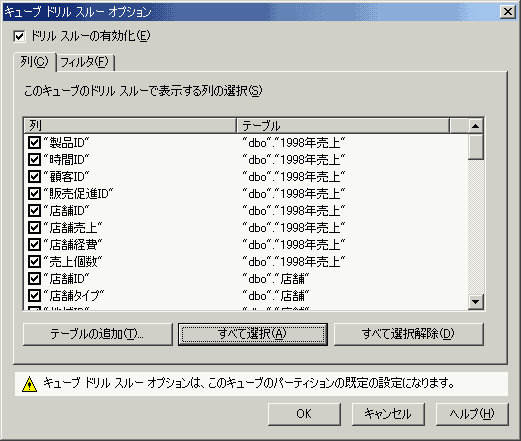 キューブ ドリル スルー オプション
ドリル スルーの有効化(E)
列(C) フィルタ(F)
このキューブのドリル スルーで表示する列の選択(S)
列 テーブル
"製品ID" "dbo"."1998年売上"
"時間ID" "dbo"."1998年売上"
"顧客ID" "dbo"."1998年売上"
"販売促進ID" "dbo"."1998年売上"
"店舗ID" "dbo"."1998年売上"
"店舗売上" "dbo"."1998年売上"
"店舗経費" "dbo"."1998年売上"
"売上個数" "dbo"."1998年売上"
"店舗ID" "dbo"."店舗"
"店舗タイプ" "dbo"."店舗"
テーブルの追加(T)... すべて選択(A) すべて選択解除(D)
キューブ ドリル スルー オプションは、このキューブのパーティションの既定の設定になります。
OK キャンセル ヘルプ(H)